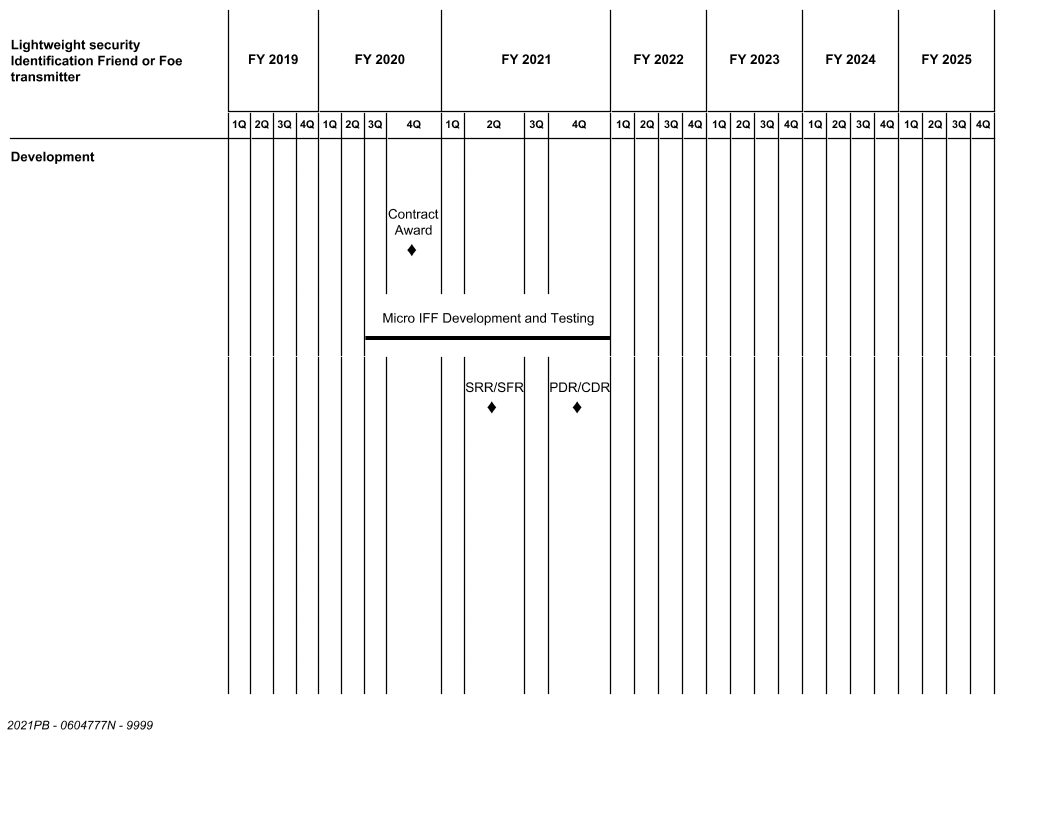 Lightweight security
Identification Friend or Foe
transmitter
FY 2019 FY 2020 FY 2021 FY 2022 FY 2023 FY 2024 FY 2025
1Q 2Q 3Q 4Q 1Q 2Q 3Q 4Q 1Q 2Q 3Q 4Q 1Q 2Q 3Q 4Q 1Q 2Q 3Q 4Q 1Q 2Q 3Q 4Q 1Q 2Q 3Q 4Q
Development
Contract
Award
Micro IFF Development and Testing
SRR/SFR PDR/CDR
2021PB - 0604777N - 9999